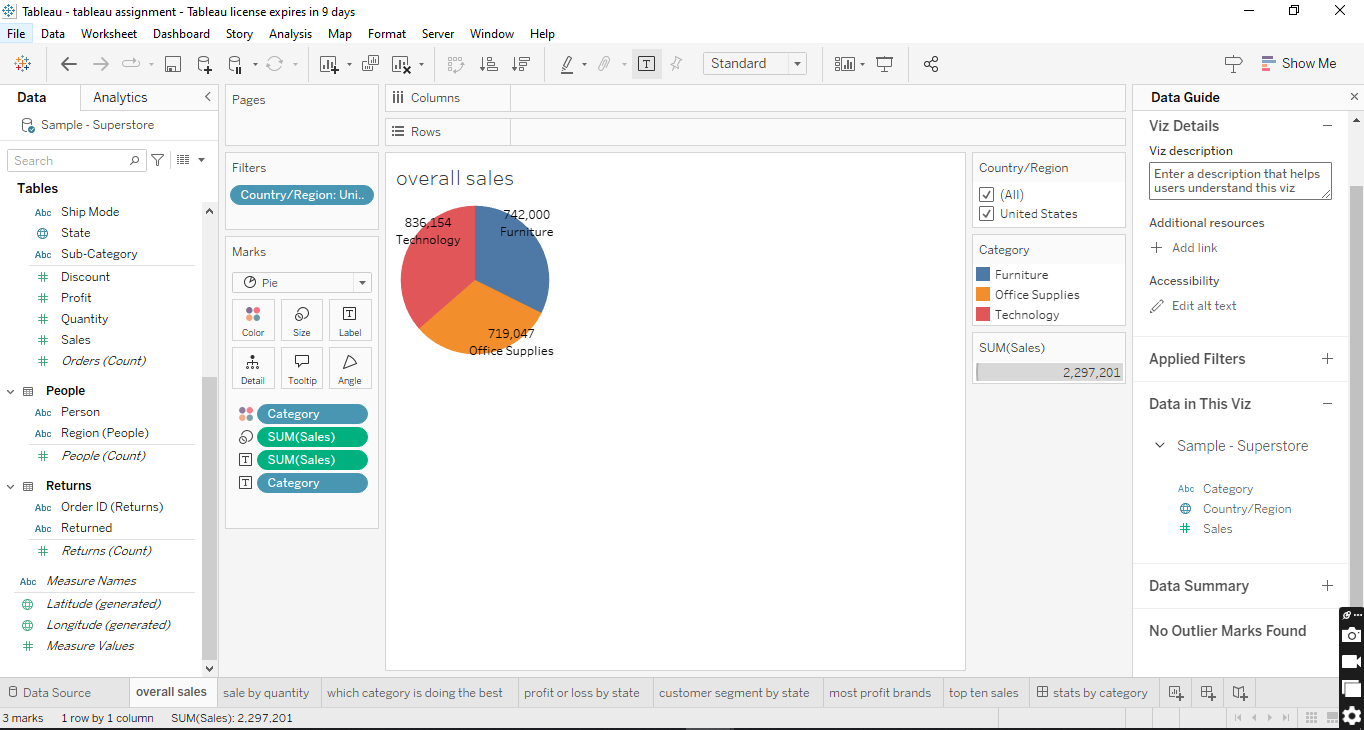 Tableau - tableau assignment - Tableau license expires in 9 days
File Data Worksheet Dashboard Story Analysis Map Format Server Window Help
Standard
Show Me
Data Analytics
Sample - Superstore
Search
Tables
Abc Ship Mode
State
Abc Sub-Category
# Discount
# Profit
# Quantity
# Sales
# Orders (Count)
People
Abc Person
Abc Region (People)
# People (Count)
Returns
Abc Order ID (Returns)
Abc Returned
# Returns (Count)
Abc Measure Names
Latitude (generated)
Longitude (generated)
# Measure Values
Pages
Filters
Country/Region: Uni..
Marks
Pie
Color Size Label
Detail Tooltip Angle
Category
SUM(Sales)
SUM(Sales)
Category
Columns
Rows
overall sales
836,154
Technology
742,000
Furniture
719,047
Office Supplies
Country/Region
(All)
United States
Category
Furniture
Office Supplies
Technology
SUM(Sales)
2,297,201
Data Guide
Viz Details
Viz description
Enter a description that helps
users understand this viz
Additional resources
Add link
Accessibility
Edit alt text
Applied Filters
Data in This Viz
Sample - Superstore
Abc Category
Country/Region
# Sales
Data Summary
No Outlier Marks Found
Data Source overall sales sale by quantity which category is doing the best profit or loss by state customer segment by state most profit brands top ten sales stats by category
3 marks 1 row by 1 column SUM(Sales): 2,297,201